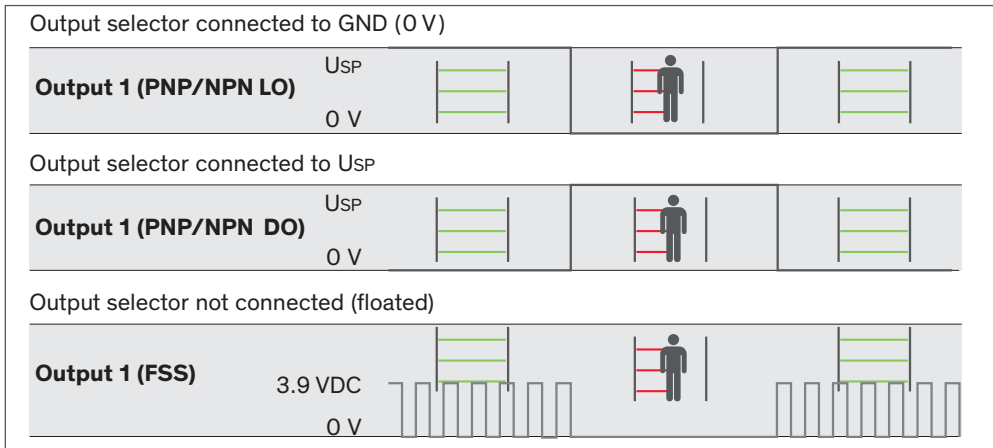 Output selector connected to GND (0 V)
USP
Output 1 (PNP/NPN LO)
0 V
Output selector connected to USP
USP
Output 1 (PNP/NPN DO)
0 V
Output selector not connected (floated)
Output 1 (FSS)
3.9 VDC
0 V